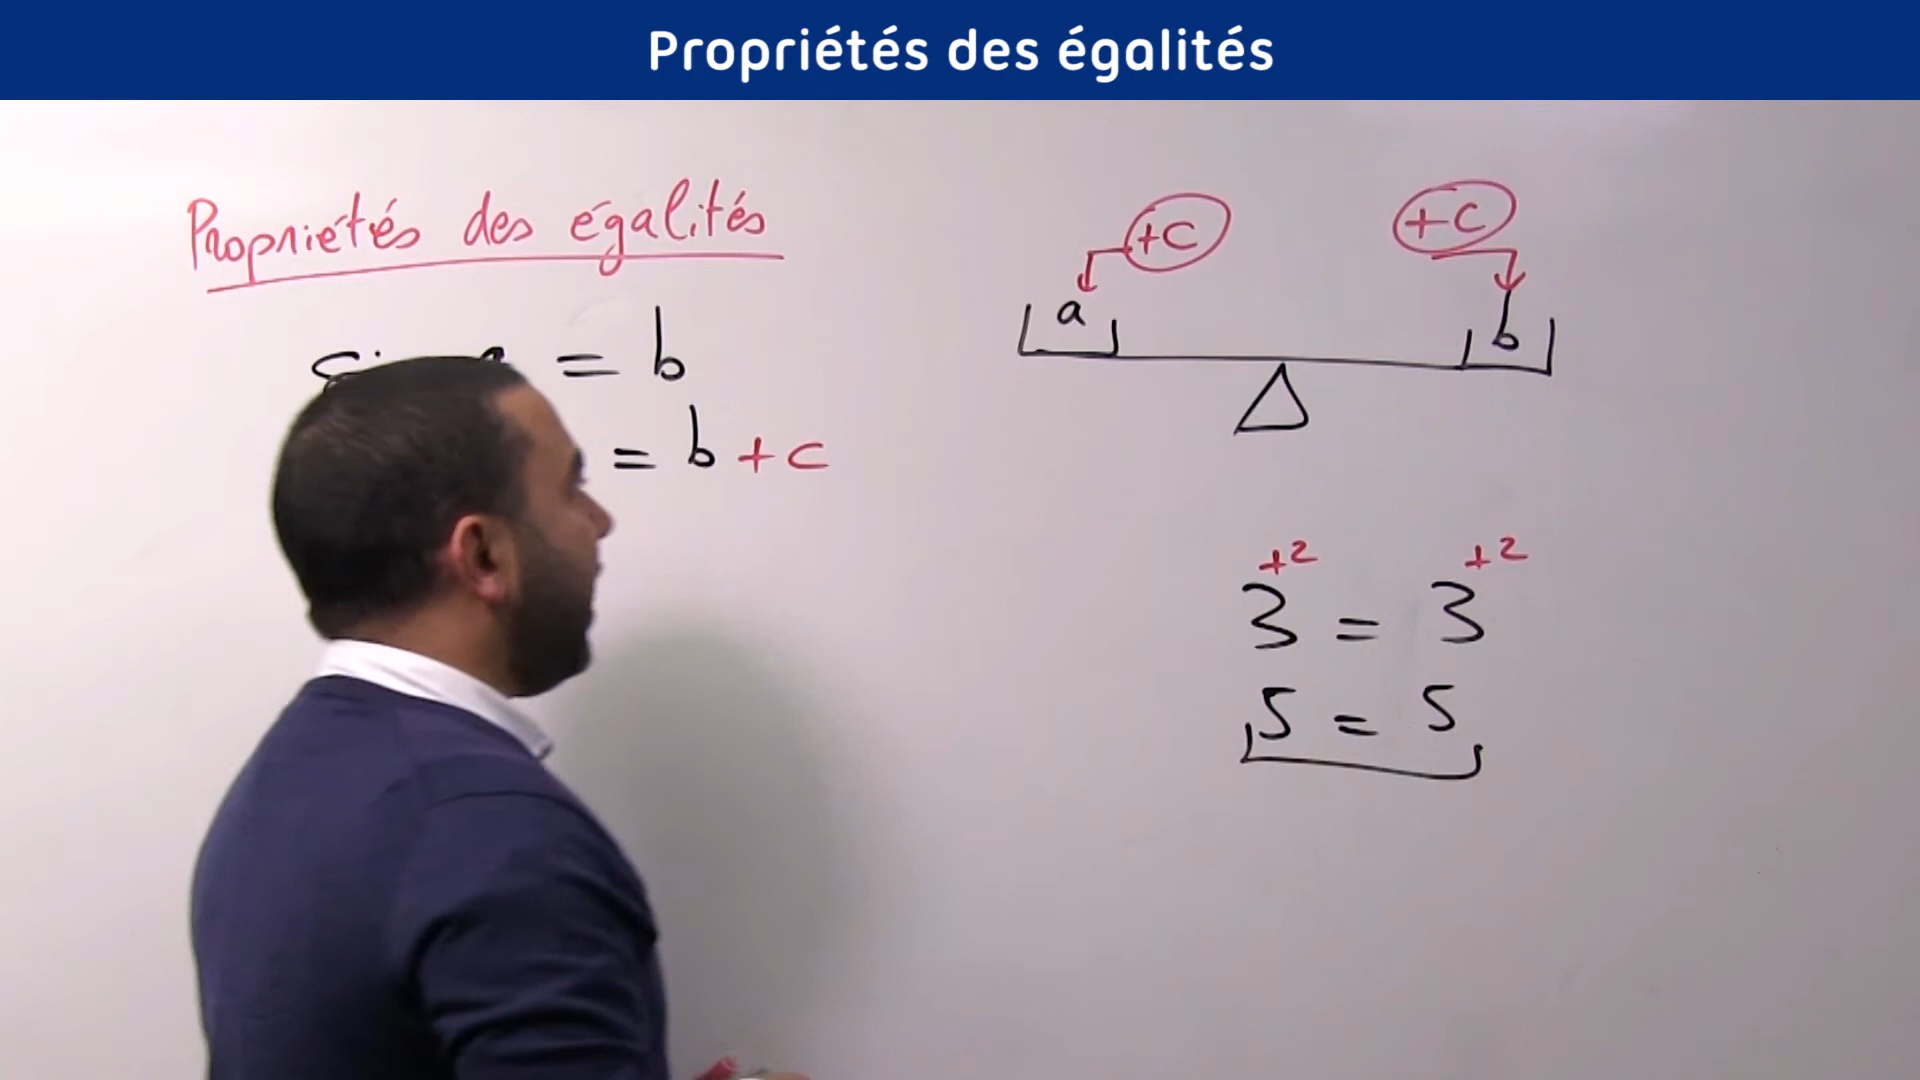 Propriétés des égalités
Propriétés des égalités
= b
= b + c
+c
+c
a
b
+2 +2
3 = 3
5 = 5